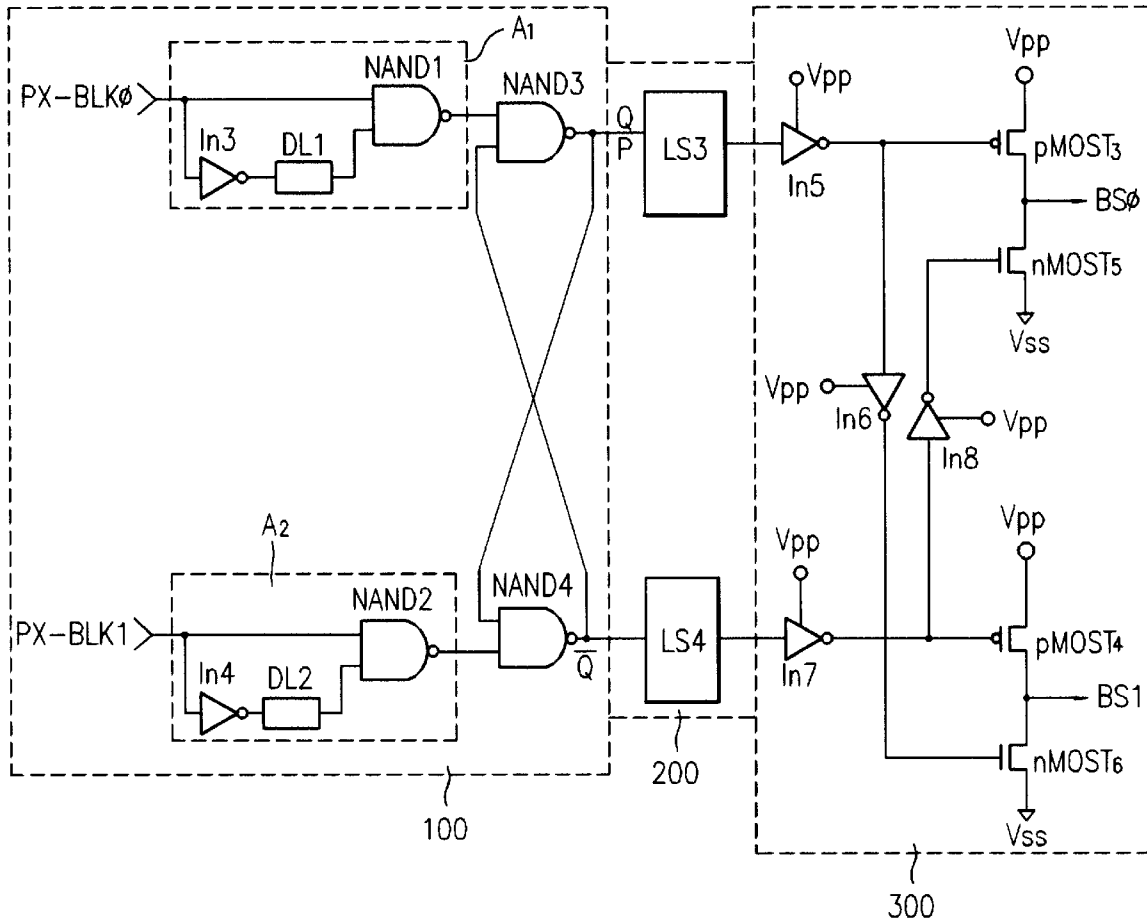 A1
Vpp
NAND1
NAND3
PX-BLKø
Vpp
Q
In3
DL1
LS3
pMOST3
P
In5
BSø
nMOST5
Vss
Vpp
In6
Vpp
In8
A2
Vpp
Vpp
NAND2
NAND4
PX-BLK1
LS4
pMOST4
Q
In4
DL2
In7
BS1
200
nMOST6
100
Vss
300